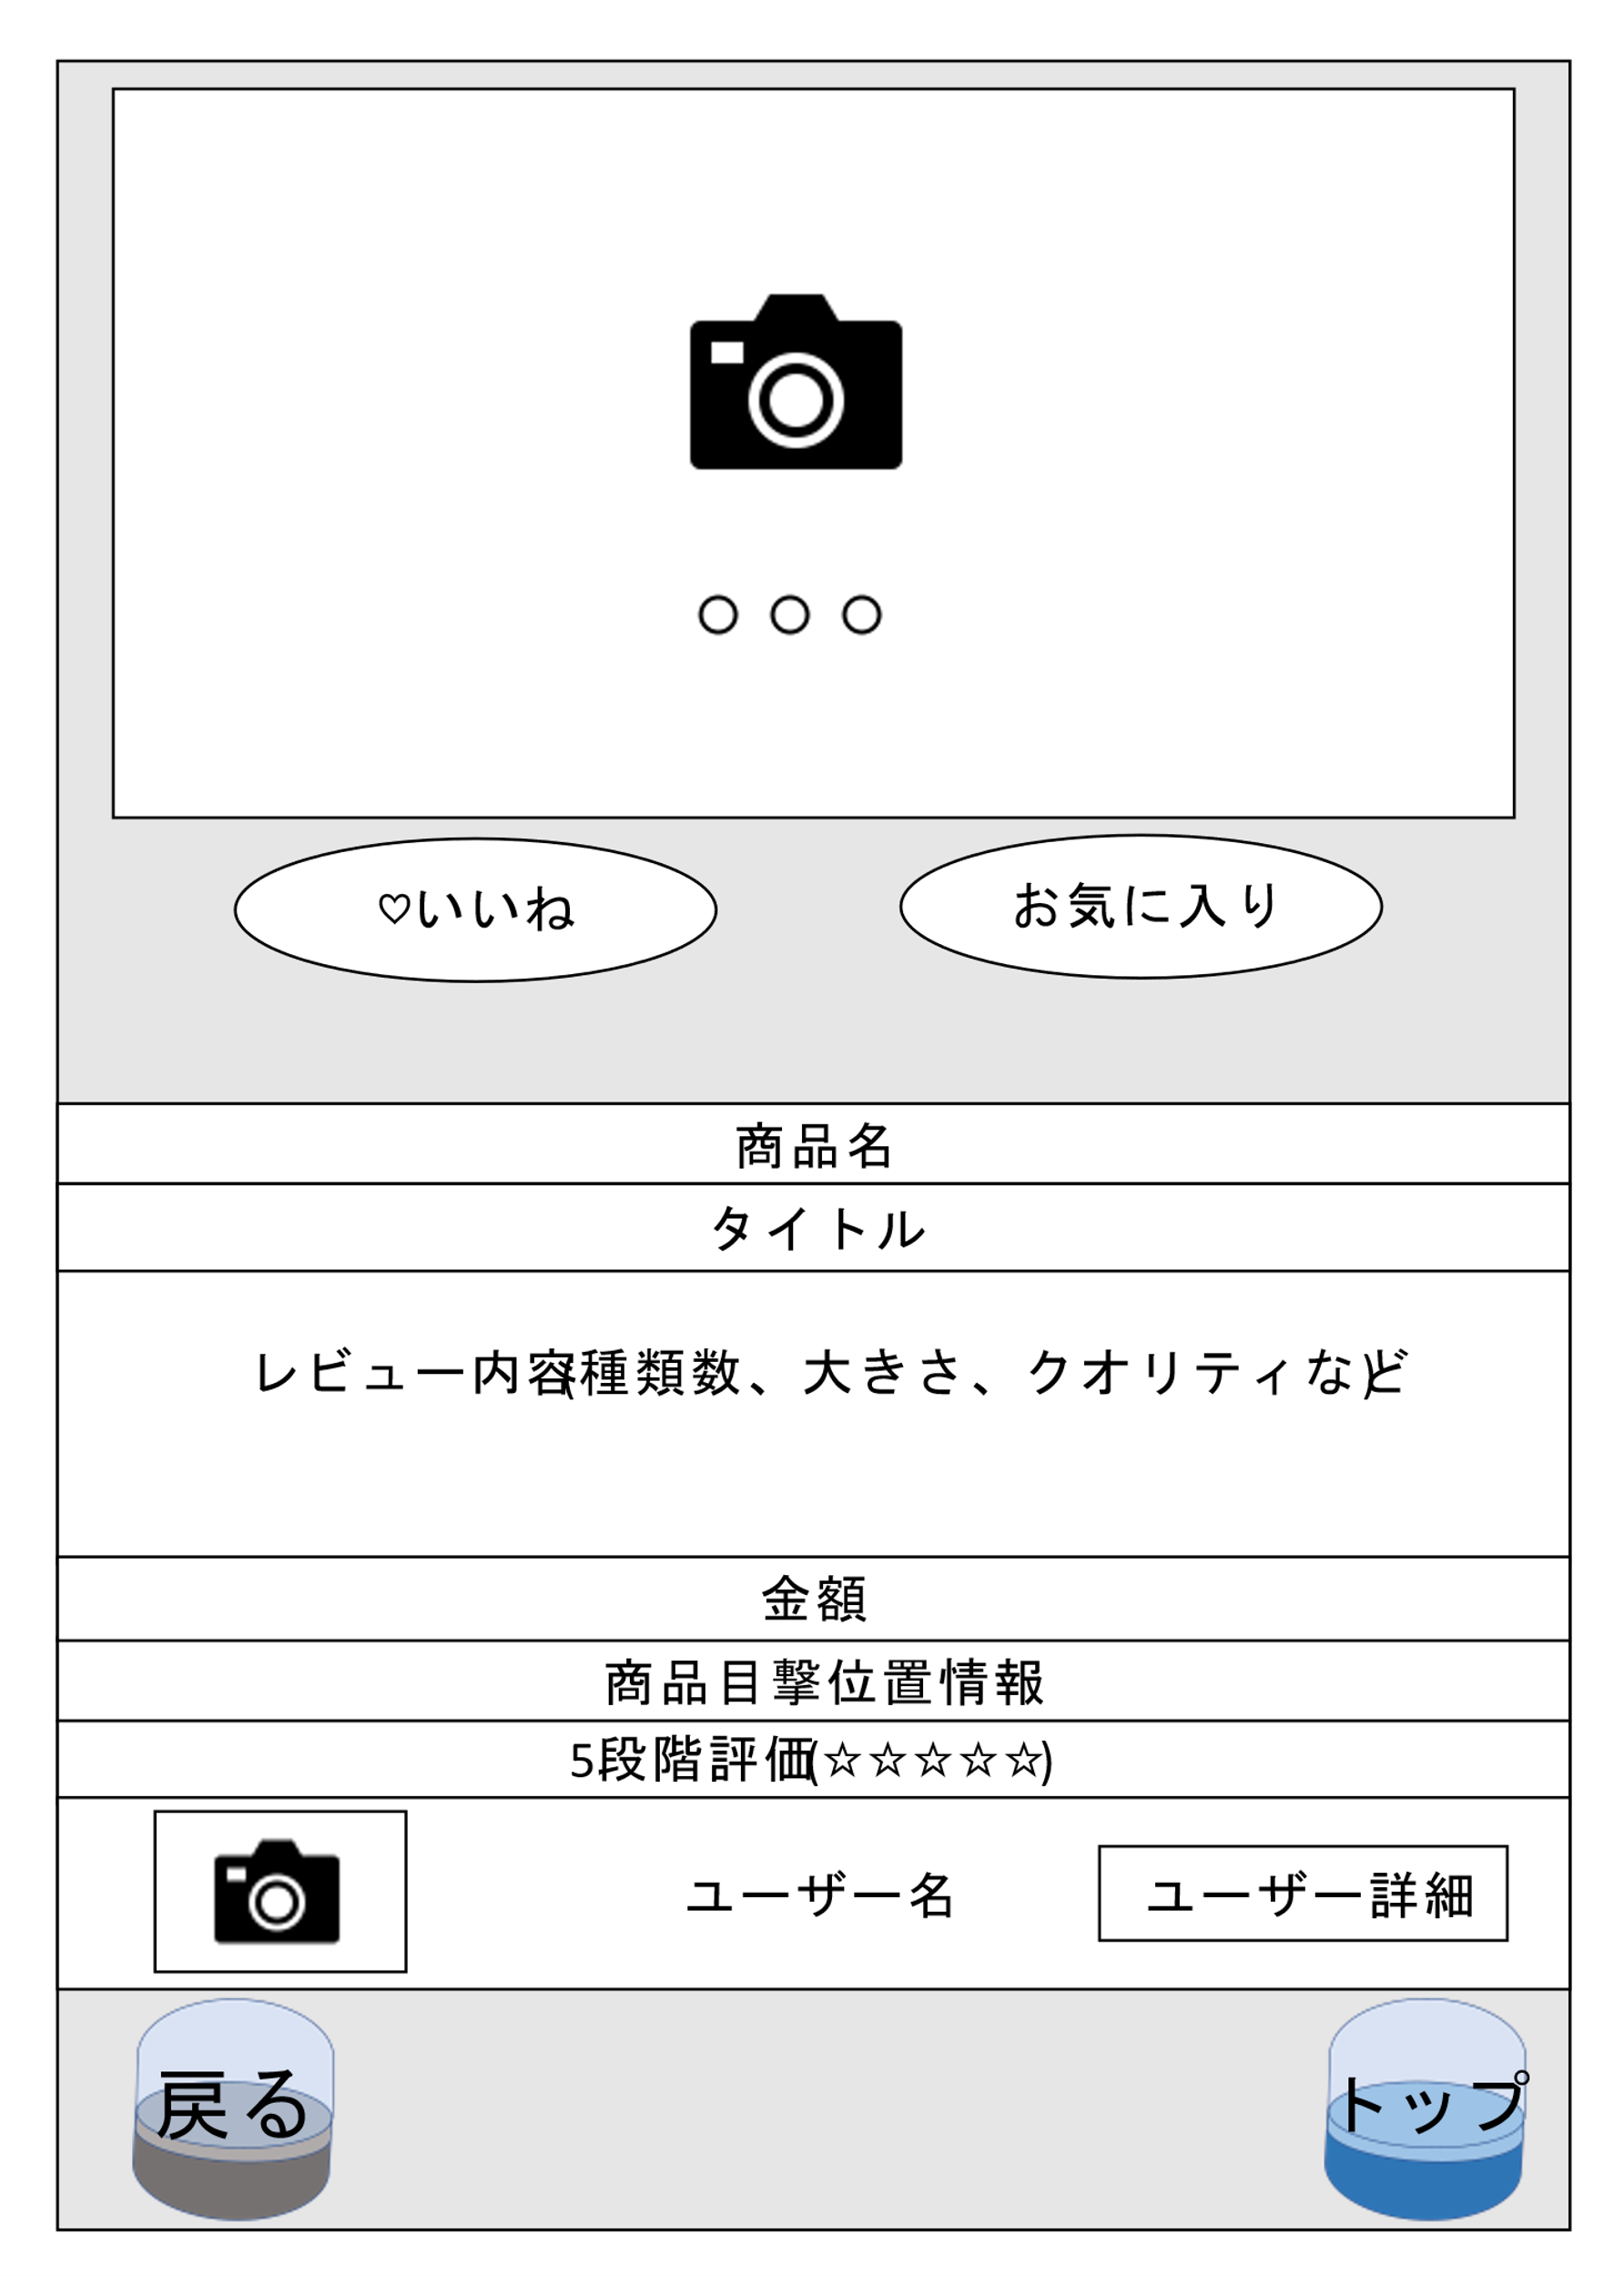 ♡いいね
お気に入り
商品名
タイトル
レビュー内容(種類数、大きさ、クオリティなど)
金額
商品目撃位置情報
5段階評価(☆☆☆☆☆)
ユーザー名
ユーザー詳細
戻る
トップ